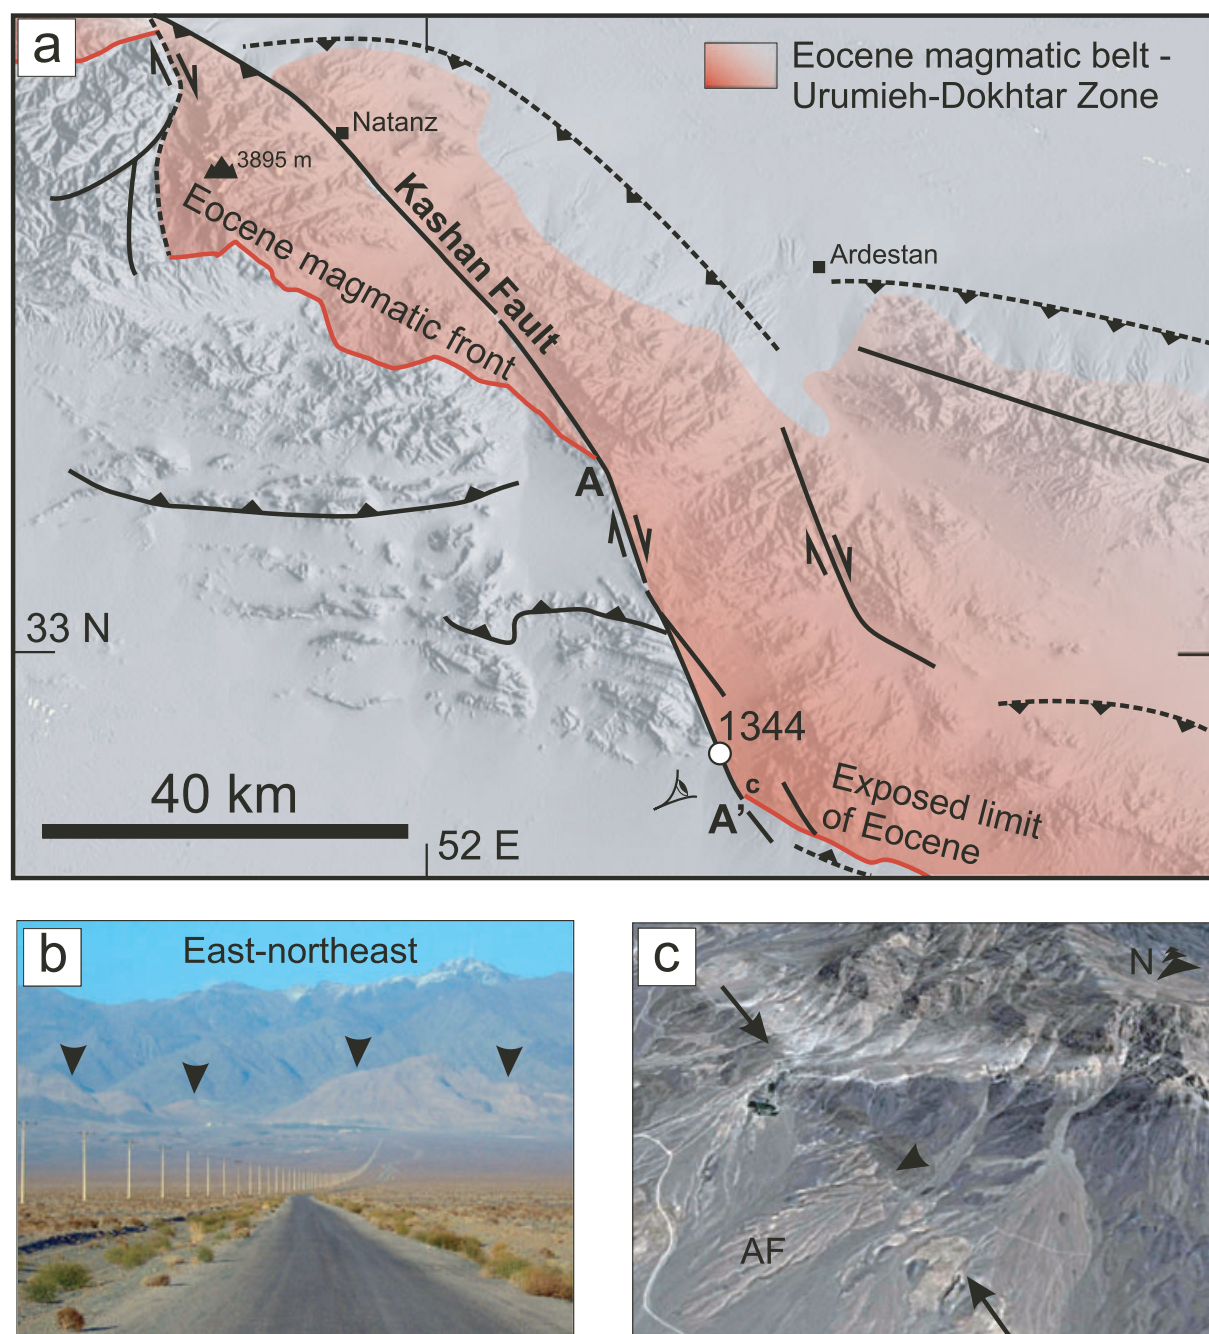 a
Eocene magmatic belt -
Urumieh-Dokhtar Zone
Natanz
3895 m
Kashan Fault
Eocene magmatic front
Ardestan
A
33 N
1344
c
A’
Exposed limit
of Eocene
40 km
52 E
b
East-northeast
c
N
AF